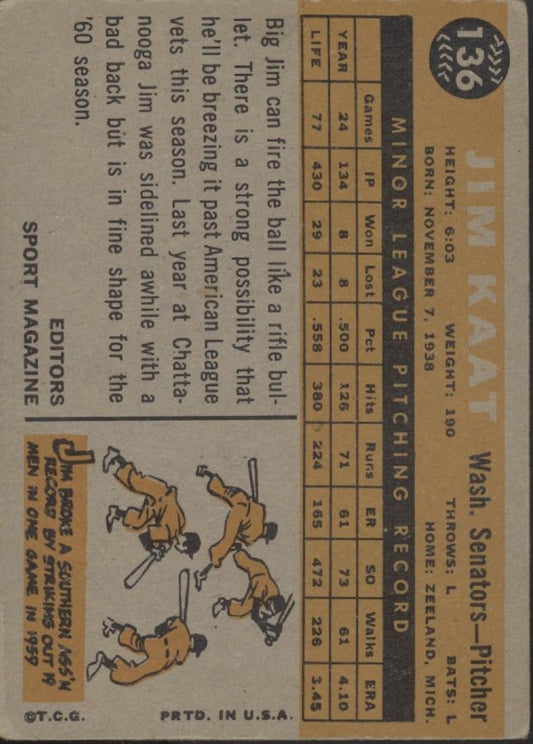 136
JIM KAAT Wash. Senators—Pitcher
HEIGHT: 6:03 WEIGHT: 190 THROWS: L BATS: L
BORN: NOVEMBER 7, 1938 HOME: ZEELAND, MICH.
MINOR LEAGUE PITCHING RECORD
Games IP Won Lost Pct Hits Runs ER SO Walks ERA
YEAR 24 134 8 8 .500 126 71 61 73 61 4.10
LIFE 77 430 29 23 .558 380 224 165 472 226 3.45
Big Jim can fire the ball like a rifle bul-
let. There is a strong possibility that
he'll be breezing it past American League
vets this season. Last year at Chatta-
nooga Jim was sidelined awhile with a
bad back but is in fine shape for the
'60 season.
EDITORS
SPORT MAGAZINE
JIM BROKE A SOUTHERN ASS'N
RECORD BY STRIKING OUT 19
MEN IN ONE GAME IN 1959
©T.C.G. PRTD. IN U.S.A.